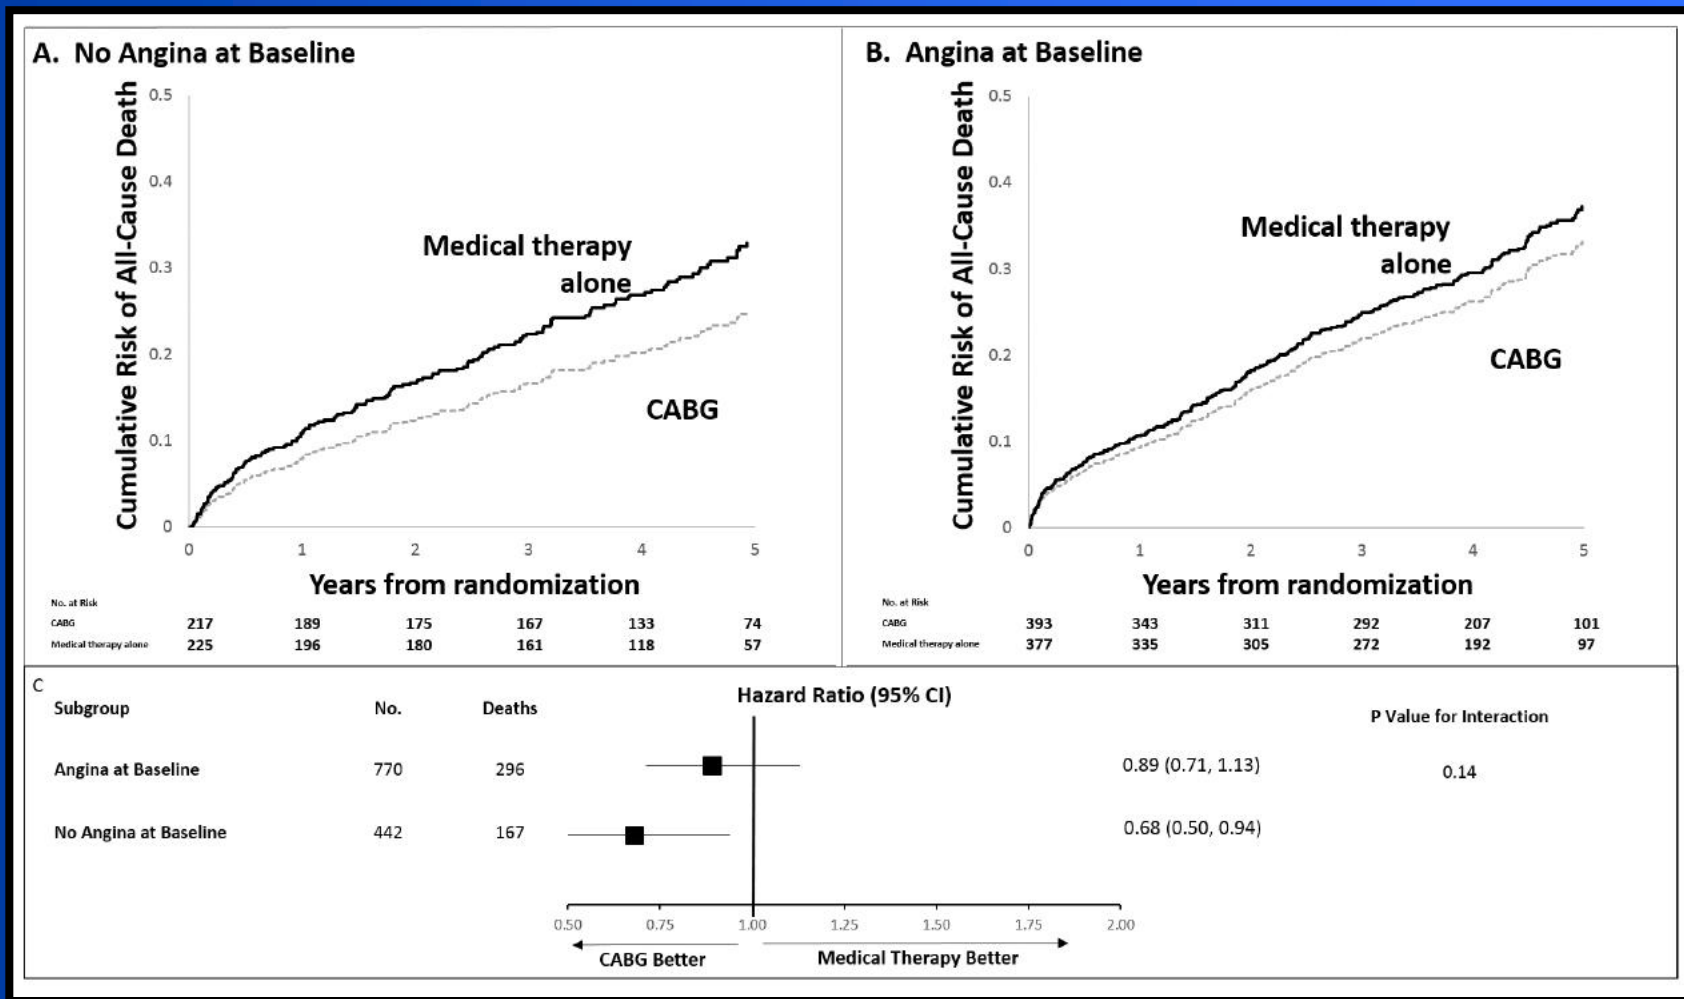 A. No Angina at Baseline
Cumulative Risk of All-Cause Death
0.5
0.4
0.3
0.2
0.1
0
Medical therapy
alone
CABG
0 1 2 3 4 5
Years from randomization
No. at Risk
CABG 217 189 175 167 133 74
Medical therapy alone 225 196 180 161 118 57
B. Angina at Baseline
Cumulative Risk of All-Cause Death
0.5
0.4
0.3
0.2
0.1
0
Medical therapy
alone
CABG
0 1 2 3 4 5
Years from randomization
No. at Risk
CABG 393 343 311 292 207 101
Medical therapy alone 377 335 305 272 192 97
C
Subgroup No. Deaths Hazard Ratio (95% CI) P Value for Interaction
Angina at Baseline 770 296 0.89 (0.71, 1.13) 0.14
No Angina at Baseline 442 167 0.68 (0.50, 0.94)
0.50 0.75 1.00 1.25 1.50 1.75 2.00
CABG Better Medical Therapy Better